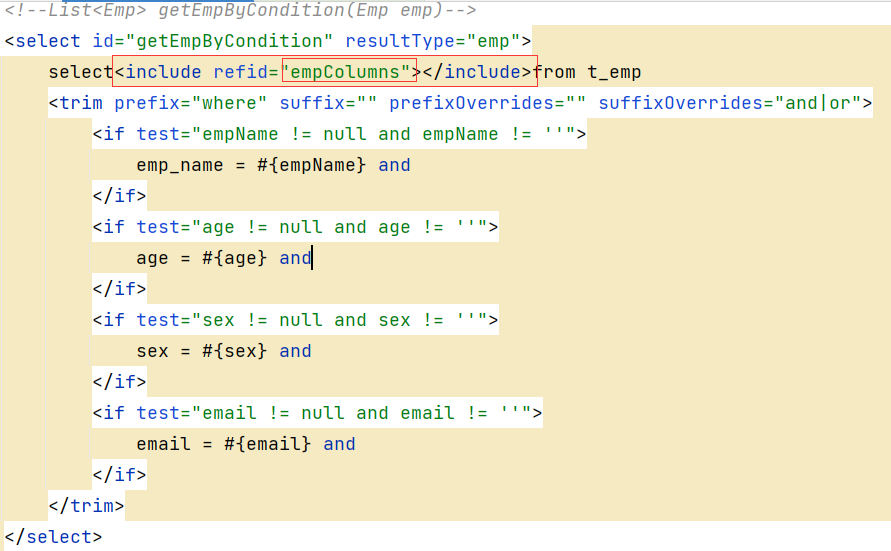 <!--List<Emp> getEmpByCondition(Emp emp)-->
<select id="getEmpByCondition" resultType="emp">
    select<include refid="empColumns"></include>from t_emp
    <trim prefix="where" suffix="" prefixOverrides="" suffixOverrides="and|or">
        <if test="empName != null and empName != ''">
            emp_name = #{empName} and
        </if>
        <if test="age != null and age != ''">
            age = #{age} and
        </if>
        <if test="sex != null and sex != ''">
            sex = #{sex} and
        </if>
        <if test="email != null and email != ''">
            email = #{email} and
        </if>
    </trim>
</select>